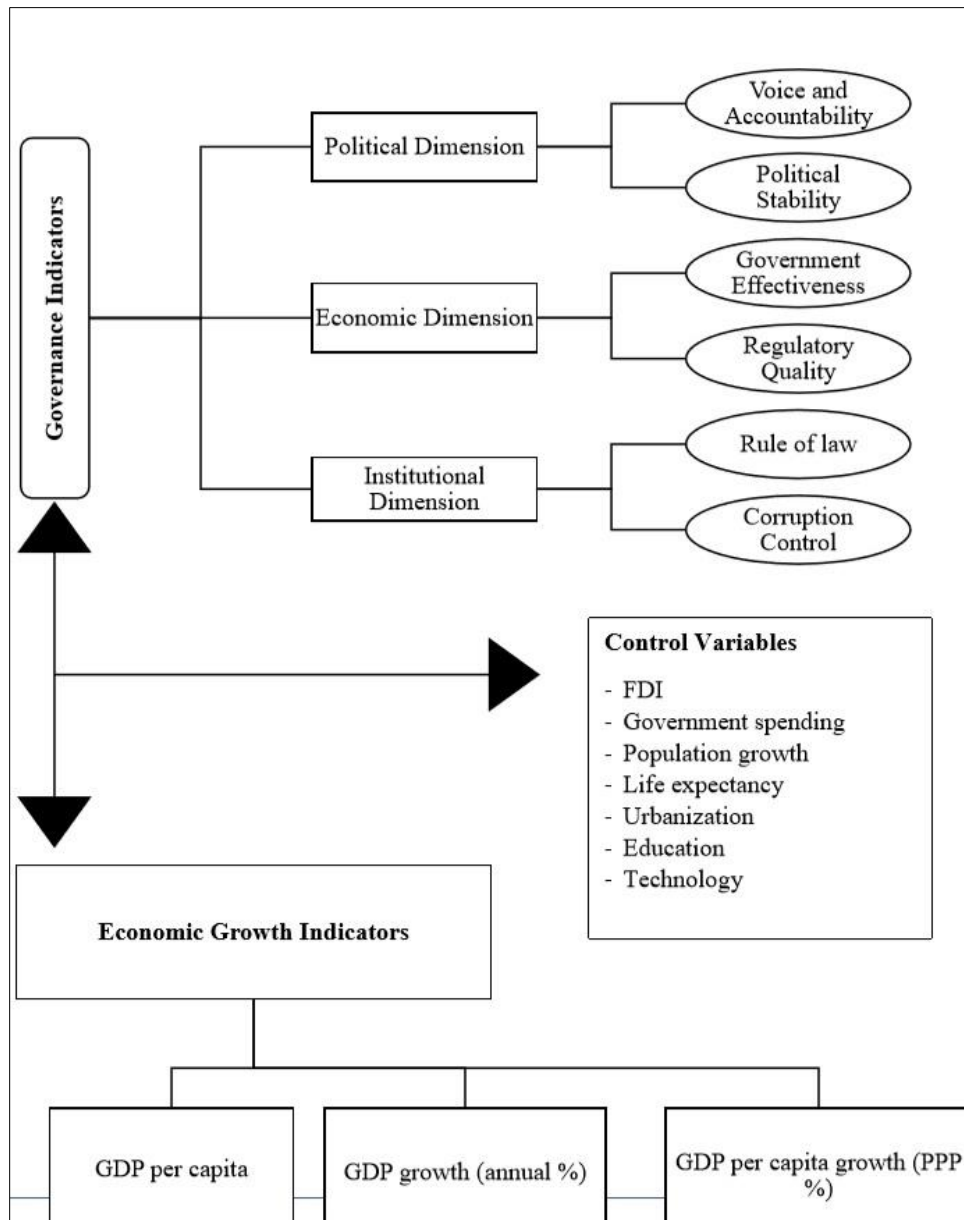 Governance Indicators
Political Dimension
Voice and
Accountability
Political
Stability
Economic Dimension
Government
Effectiveness
Regulatory
Quality
Institutional
Dimension
Rule of law
Corruption
Control
Control Variables
- FDI
- Government spending
- Population growth
- Life expectancy
- Urbanization
- Education
- Technology
Economic Growth Indicators
GDP per capita
GDP growth (annual %)
GDP per capita growth (PPP
%)